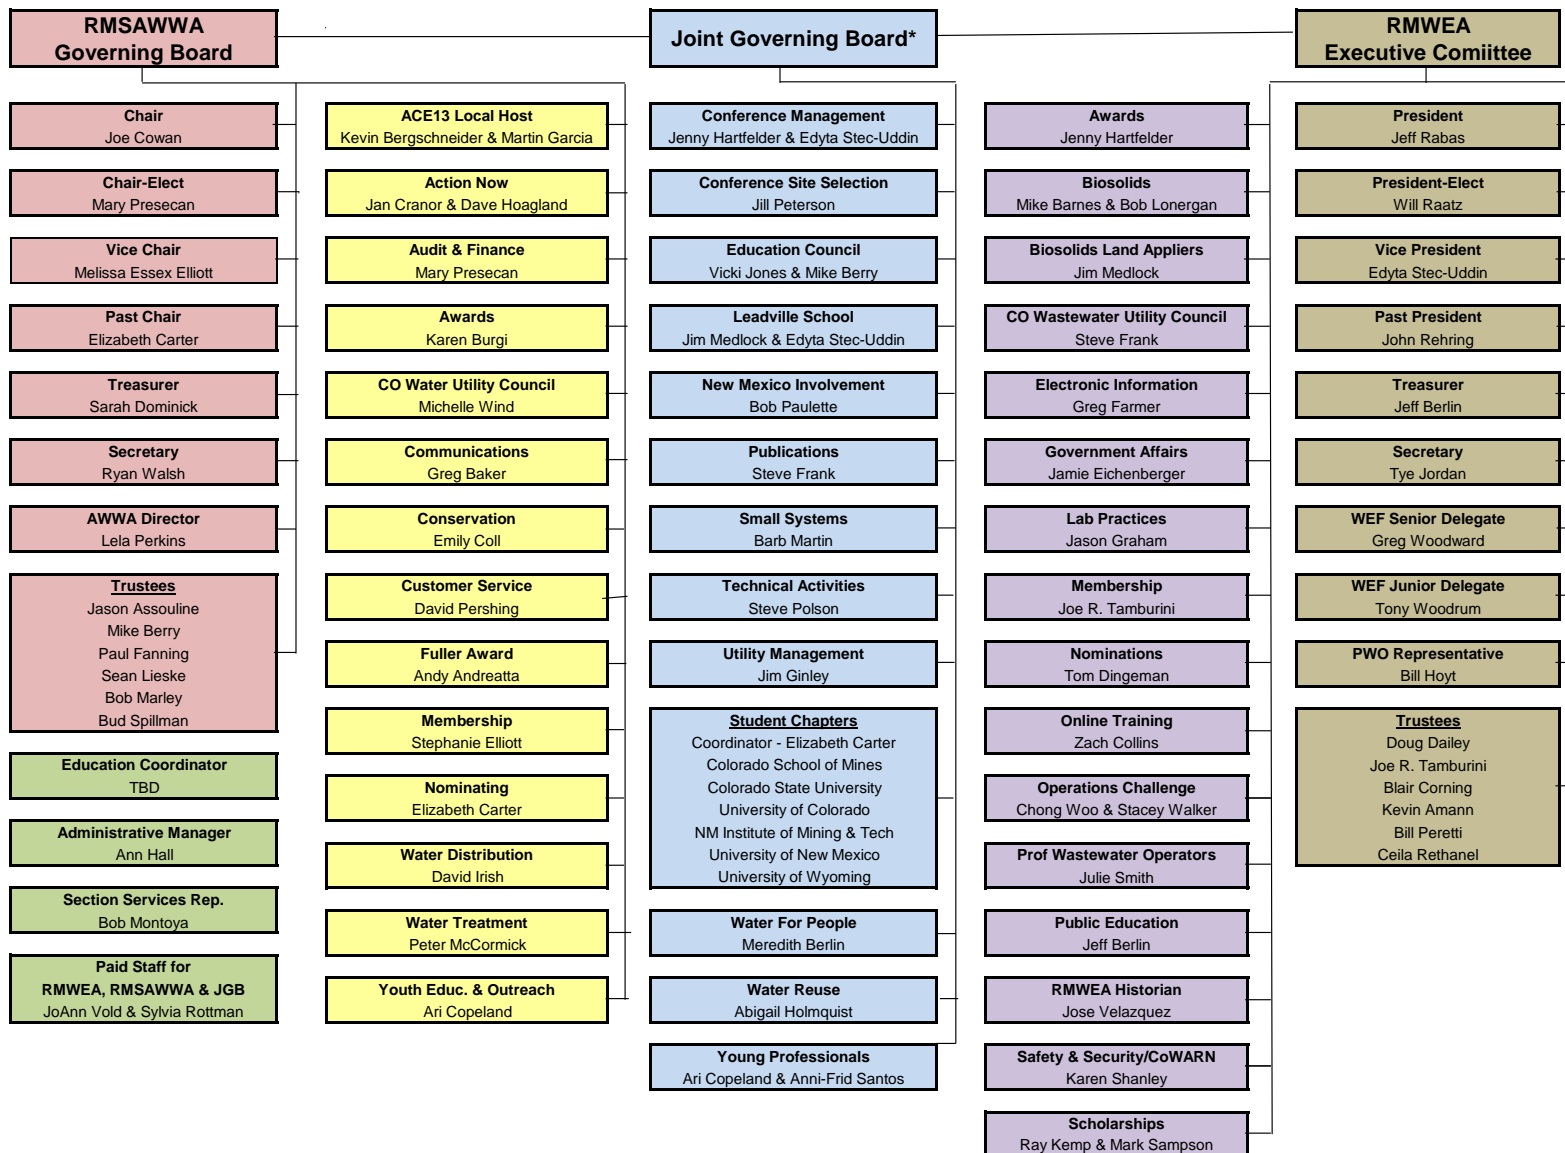 RMSAWWA
Governing Board
Joint Governing Board*
RMWEA
Executive Comiittee
Chair
Joe Cowan
Chair-Elect
Mary Presecan
Vice Chair
Melissa Essex Elliott
Past Chair
Elizabeth Carter
Treasurer
Sarah Dominick
Secretary
Ryan Walsh
AWWA Director
Lela Perkins
Trustees
Jason Assouline
Mike Berry
Paul Fanning
Sean Lieske
Bob Marley
Bud Spillman
Education Coordinator
TBD
Administrative Manager
Ann Hall
Section Services Rep.
Bob Montoya
Paid Staff for
RMWEA, RMSAWWA & JGB
JoAnn Vold & Sylvia Rottman
ACE13 Local Host
Kevin Bergschneider & Martin Garcia
Action Now
Jan Cranor & Dave Hoagland
Audit & Finance
Mary Presecan
Awards
Karen Burgi
CO Water Utility Council
Michelle Wind
Communications
Greg Baker
Conservation
Emily Coll
Customer Service
David Pershing
Fuller Award
Andy Andreatta
Membership
Stephanie Elliott
Nominating
Elizabeth Carter
Water Distribution
David Irish
Water Treatment
Peter McCormick
Youth Educ. & Outreach
Ari Copeland
Conference Management
Jenny Hartfelder & Edyta Stec-Uddin
Conference Site Selection
Jill Peterson
Education Council
Vicki Jones & Mike Berry
Leadville School
Jim Medlock & Edyta Stec-Uddin
New Mexico Involvement
Bob Paulette
Publications
Steve Frank
Small Systems
Barb Martin
Technical Activities
Steve Polson
Utility Management
Jim Ginley
Student Chapters
Coordinator - Elizabeth Carter
Colorado School of Mines
Colorado State University
University of Colorado
NM Institute of Mining & Tech
University of New Mexico
University of Wyoming
Water For People
Meredith Berlin
Water Reuse
Abigail Holmquist
Young Professionals
Ari Copeland & Anni-Frid Santos
Awards
Jenny Hartfelder
Biosolids
Mike Barnes & Bob Lonergan
Biosolids Land Appliers
Jim Medlock
CO Wastewater Utility Council
Steve Frank
Electronic Information
Greg Farmer
Government Affairs
Jamie Eichenberger
Lab Practices
Jason Graham
Membership
Joe R. Tamburini
Nominations
Tom Dingeman
Online Training
Zach Collins
Operations Challenge
Chong Woo & Stacey Walker
Prof Wastewater Operators
Julie Smith
Public Education
Jeff Berlin
RMWEA Historian
Jose Velazquez
Safety & Security/CoWARN
Karen Shanley
Scholarships
Ray Kemp & Mark Sampson
President
Jeff Rabas
President-Elect
Will Raatz
Vice President
Edyta Stec-Uddin
Past President
John Rehring
Treasurer
Jeff Berlin
Secretary
Tye Jordan
WEF Senior Delegate
Greg Woodward
WEF Junior Delegate
Tony Woodrum
PWO Representative
Bill Hoyt
Trustees
Doug Dailey
Joe R. Tamburini
Blair Corning
Kevin Amann
Bill Peretti
Ceila Rethanel